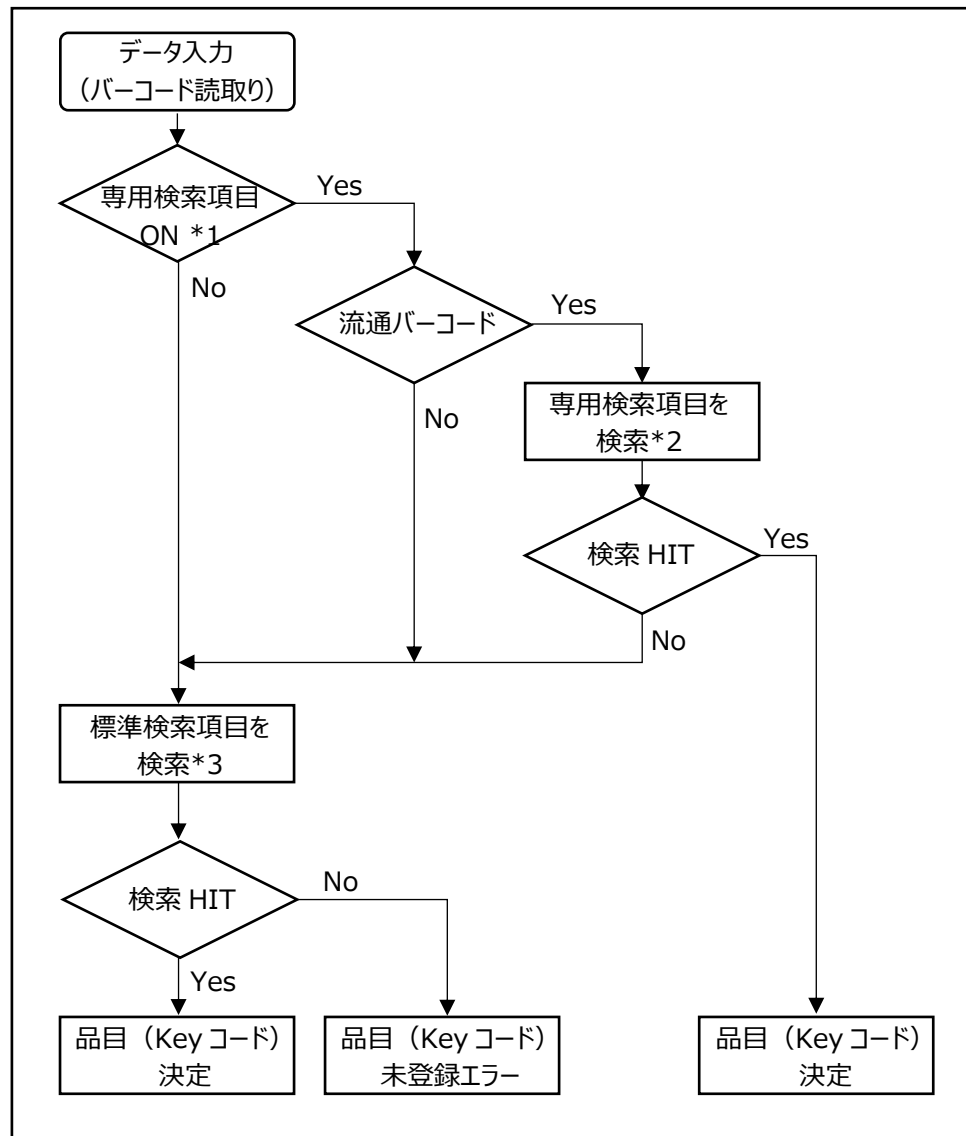 データ入力
（バーコード読取り）
専用検索項目
ON *1
Yes
No
流通バーコード
Yes
No
専用検索項目を
検索*2
検索 HIT
Yes
No
標準検索項目を
検索*3
検索 HIT
No
Yes
品目（Key コード）
決定
品目（Key コード）
未登録エラー
品目（Key コード）
決定